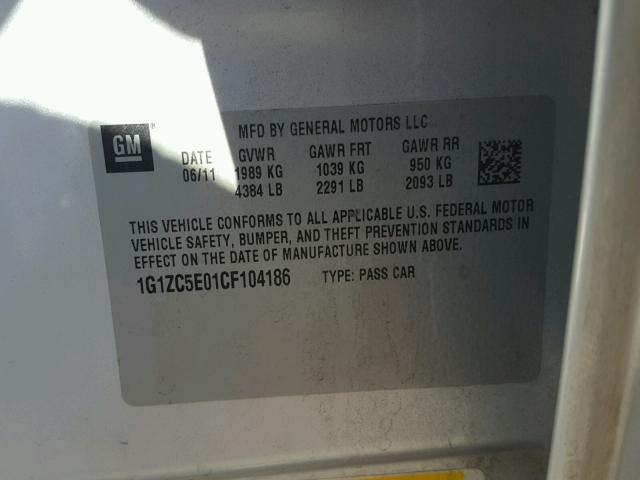 GM
MFD BY GENERAL MOTORS LLC
DATE GVWR GAWR FRT GAWR RR
06/11 1989 KG 1039 KG 950 KG
4384 LB 2291 LB 2093 LB
THIS VEHICLE CONFORMS TO ALL APPLICABLE U.S. FEDERAL MOTOR
VEHICLE SAFETY, BUMPER, AND THEFT PREVENTION STANDARDS IN
EFFECT ON THE DATE OF MANUFACTURE SHOWN ABOVE.
1G1ZC5E01CF104186 TYPE: PASS CAR